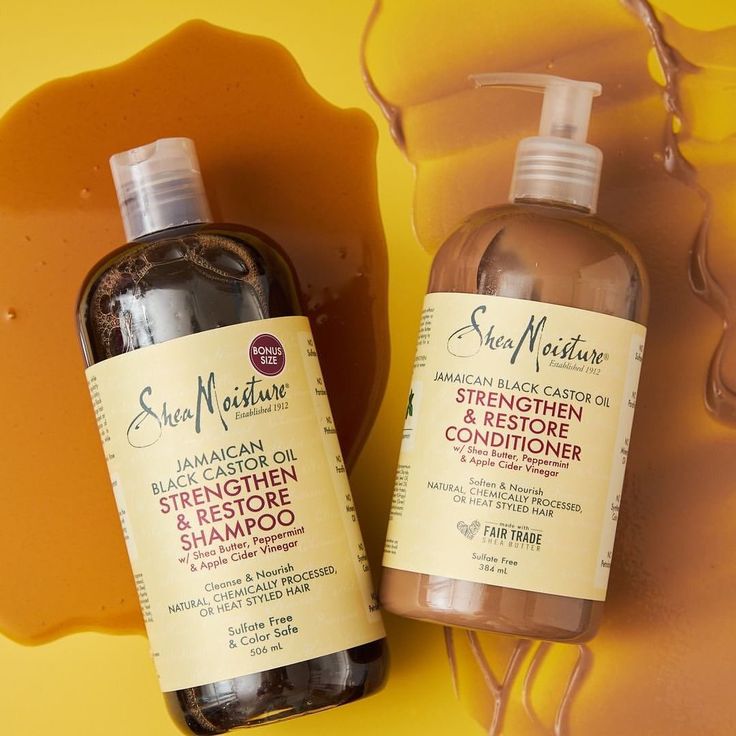 BONUS
SIZE
SheaMoisture®
Established 1912
JAMAICAN
BLACK CASTOR OIL
STRENGTHEN
& RESTORE
SHAMPOO
w/ Shea Butter, Peppermint
& Apple Cider Vinegar
Cleanse & Nourish
NATURAL, CHEMICALLY PROCESSED,
OR HEAT STYLED HAIR
Sulfate Free
& Color Safe
506 mL
SheaMoisture®
Established 1912
JAMAICAN BLACK CASTOR OIL
STRENGTHEN
& RESTORE
CONDITIONER
w/ Shea Butter, Peppermint
& Apple Cider Vinegar
Soften & Nourish
NATURAL, CHEMICALLY PROCESSED,
OR HEAT STYLED HAIR
made with
FAIR TRADE
SHEA BUTTER
Sulfate Free
384 mL